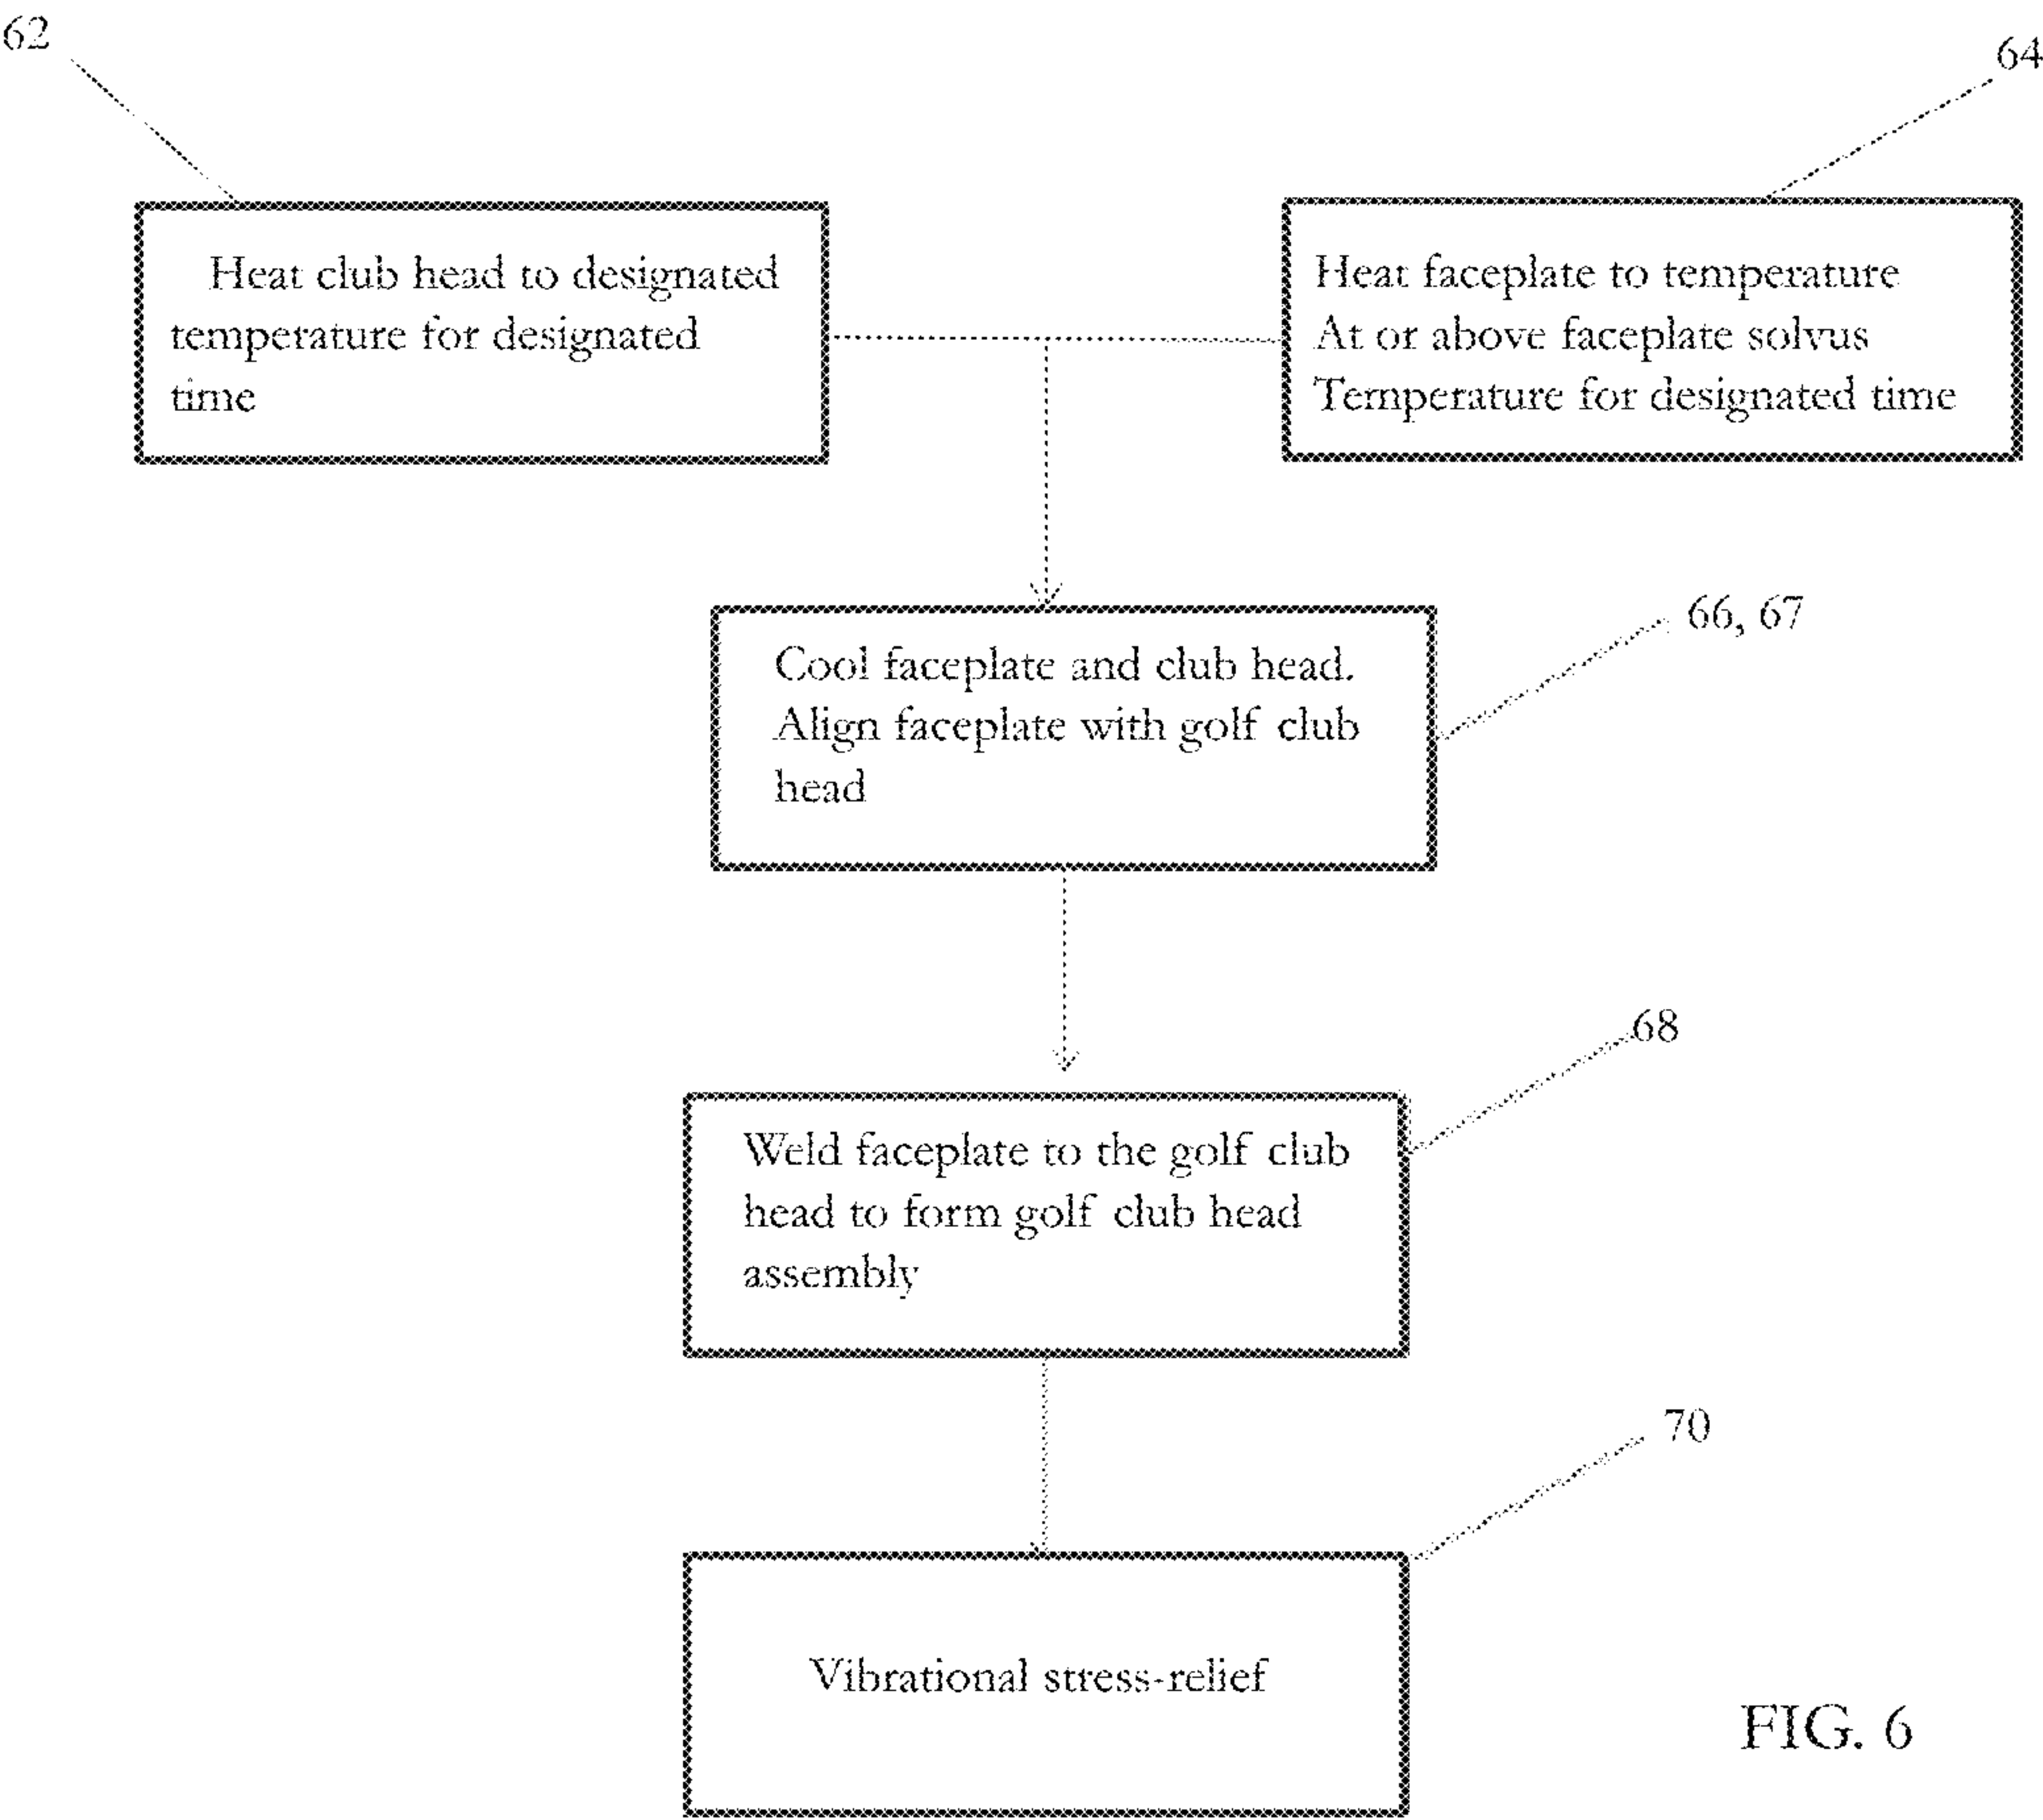 62
64
Heat club head to designated
temperature for designated
time
Heat faceplate to temperature
At or above faceplate solvus
Temperature for designated time
66, 67
Cool faceplate and club head.
Align faceplate with golf club
head
68
Weld faceplate to the golf club
head to form golf club head
assembly
70
Vibrational stress-relief
FIG. 6